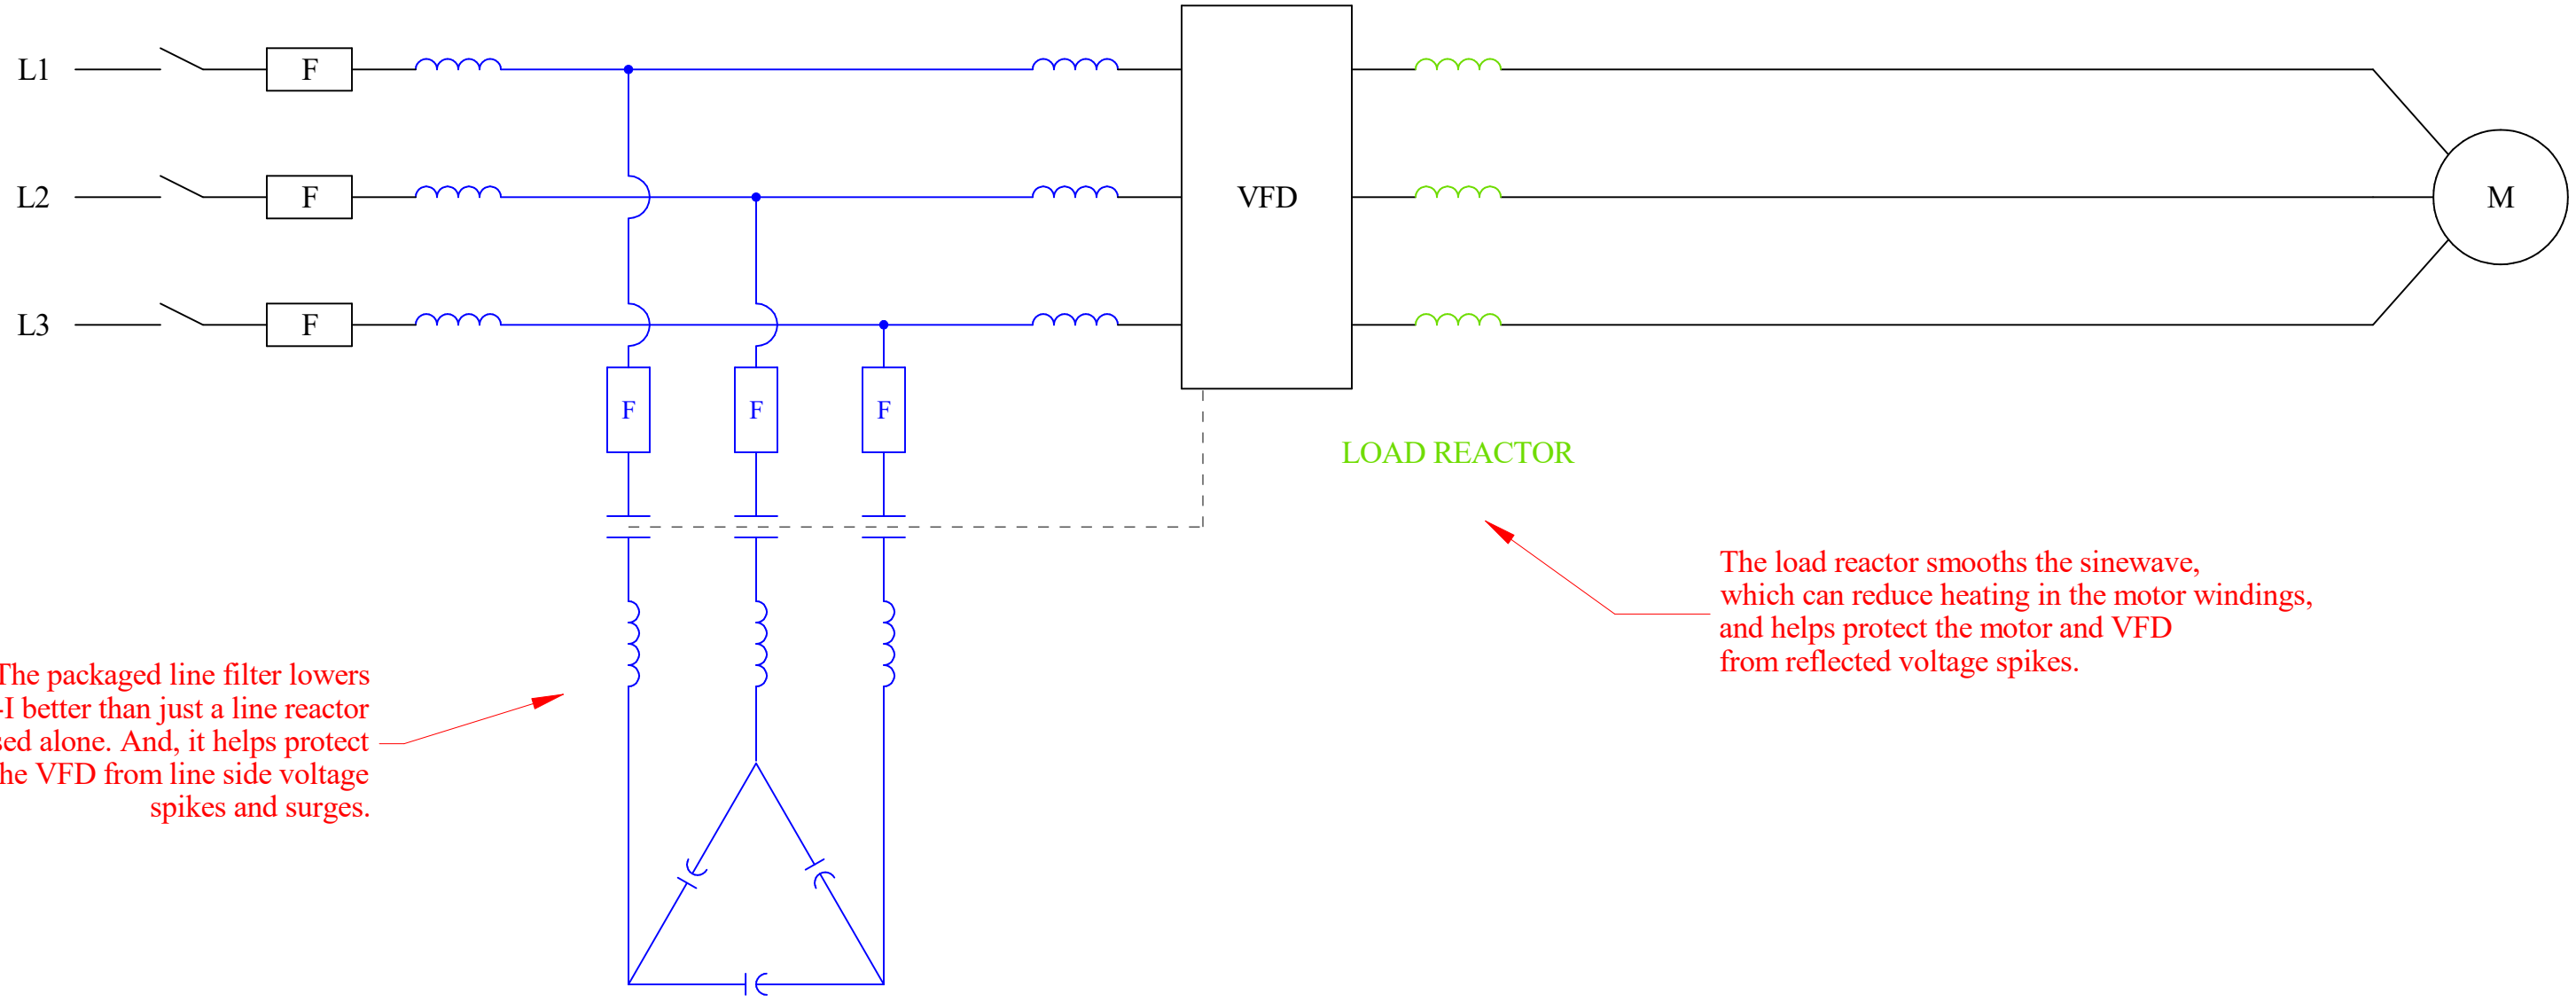 L1 F
L2 F VFD M
L3 F
F F F
LOAD REACTOR
The load reactor smooths the sinewave,
which can reduce heating in the motor windings,
and helps protect the motor and VFD
from reflected voltage spikes.
The packaged line filter lowers
-I better than just a line reactor
sed alone. And, it helps protect
he VFD from line side voltage
spikes and surges.